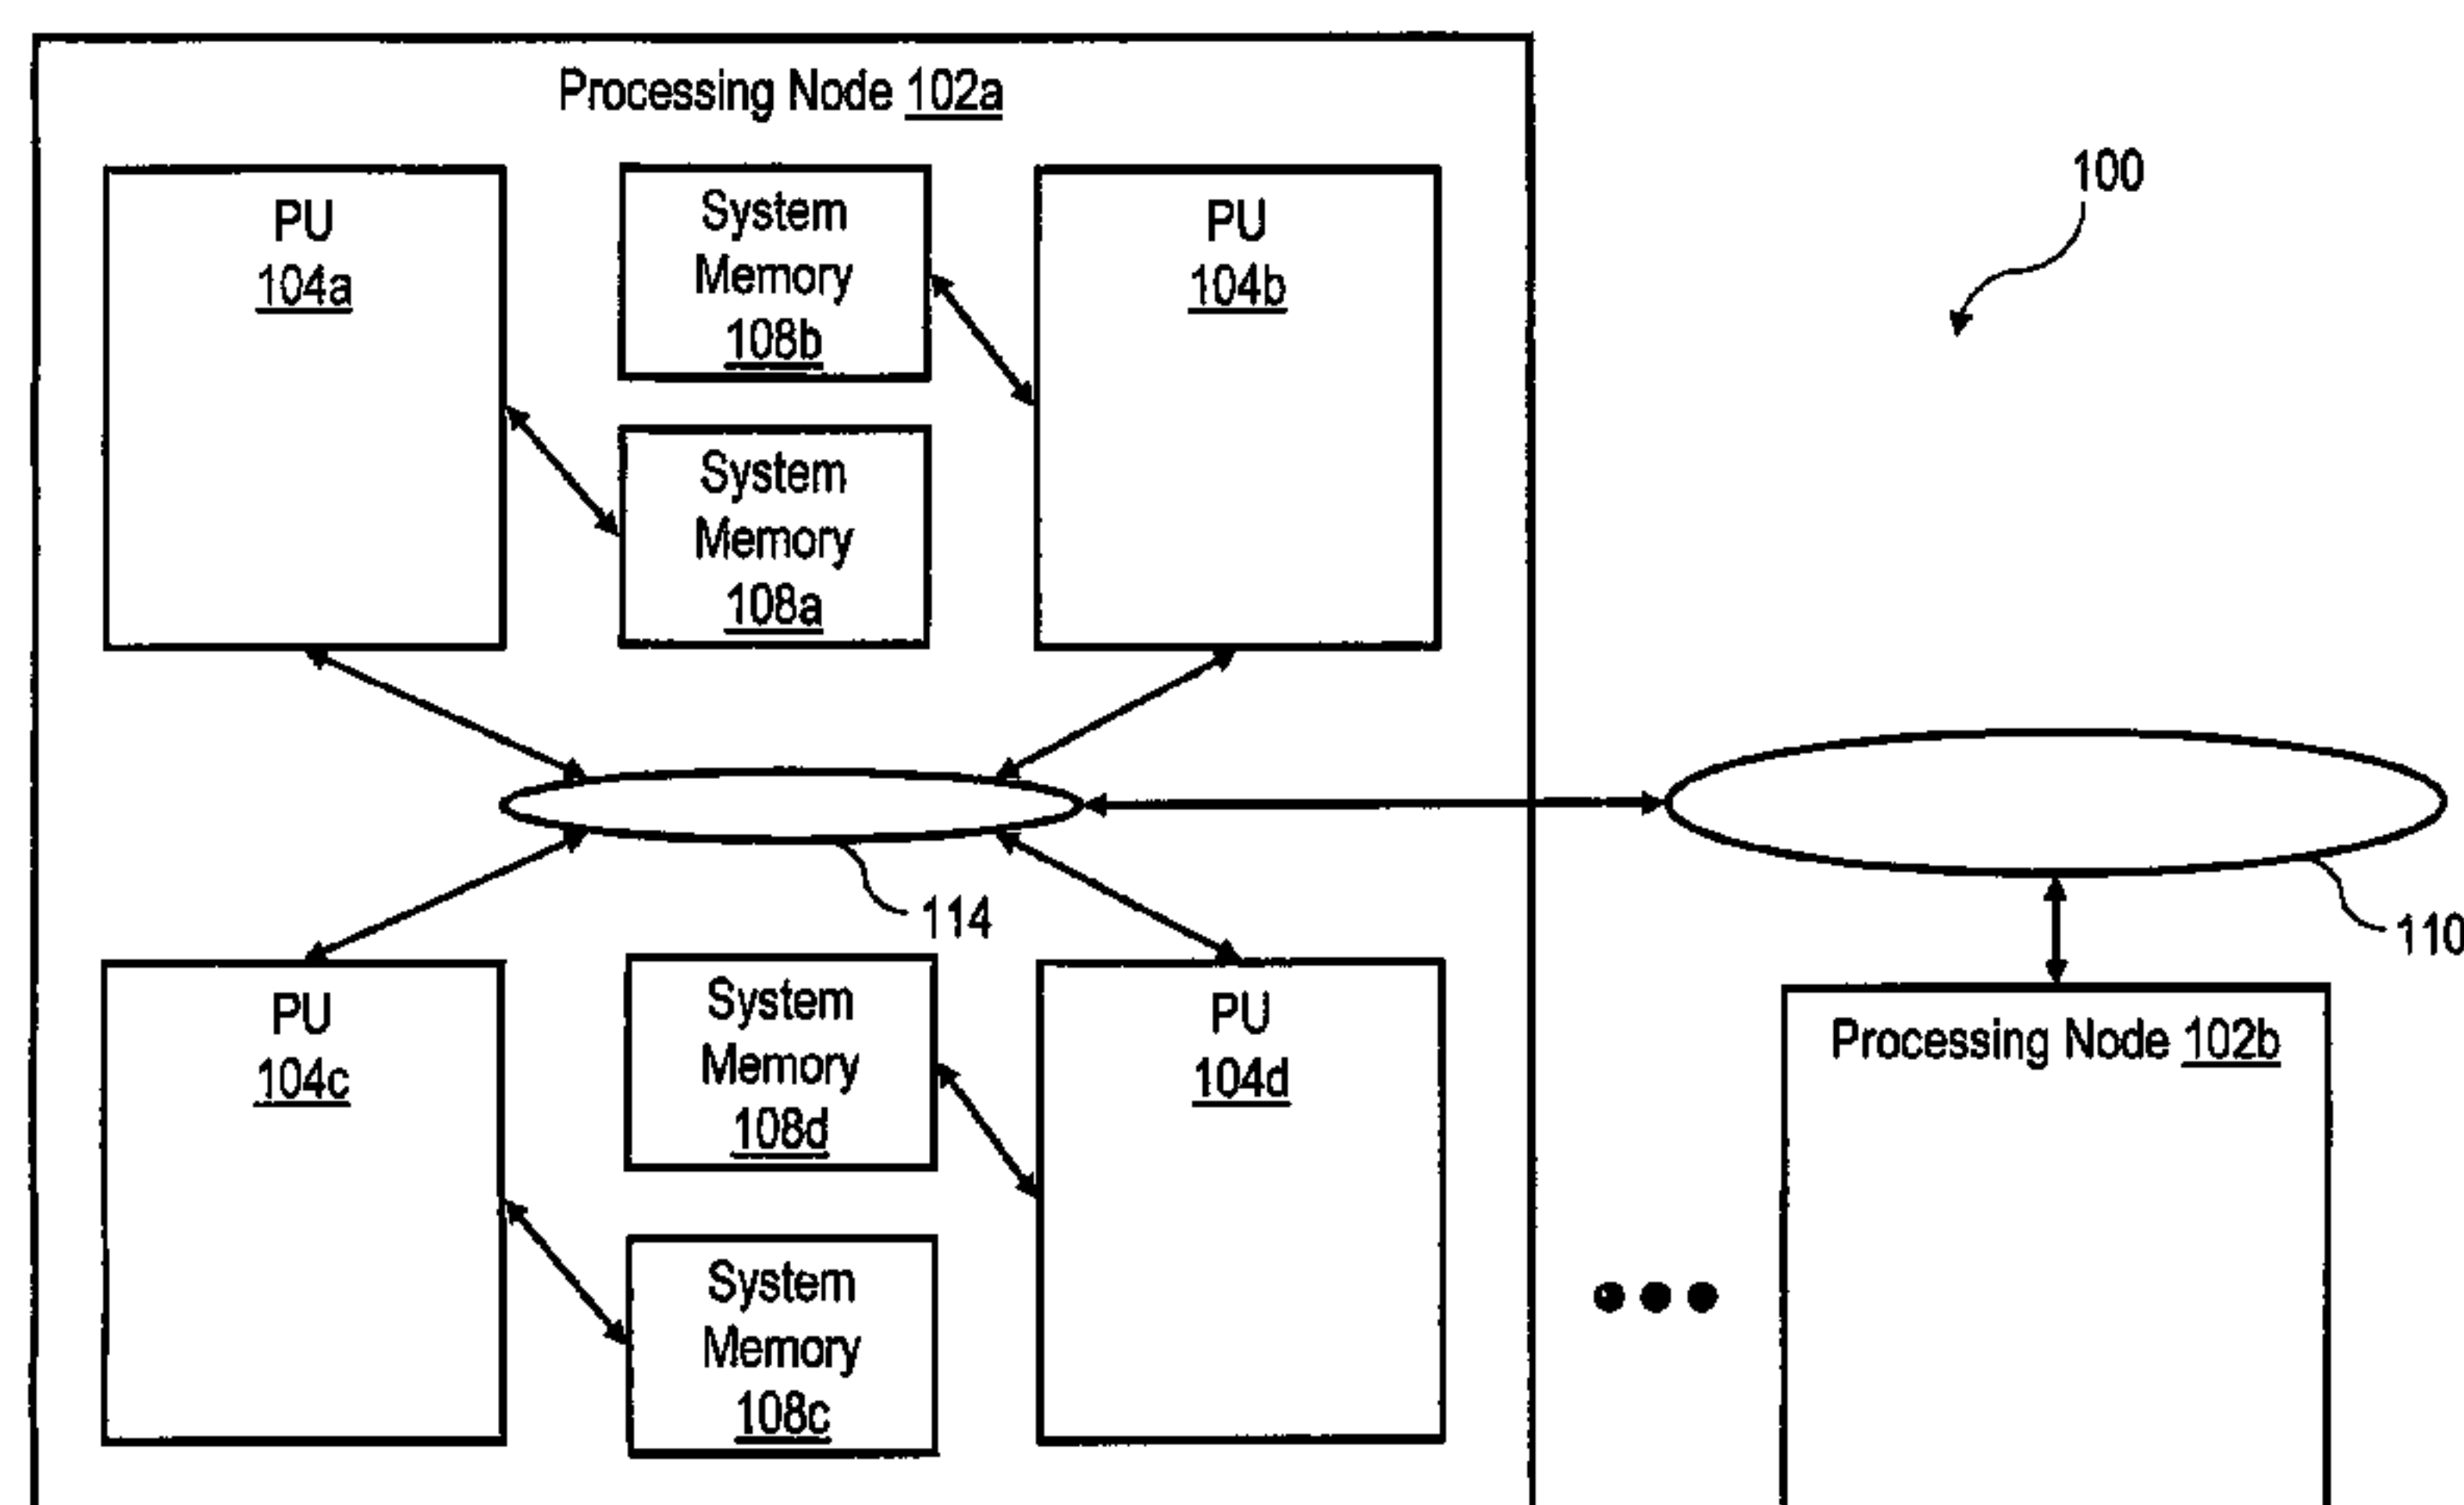 Processing Node 102a
PU
104a
System
Memory
108b
PU
104b
100
System
Memory
108a
114
110
PU
104c
System
Memory
108d
PU
104d
Processing Node 102b
System
Memory
108c